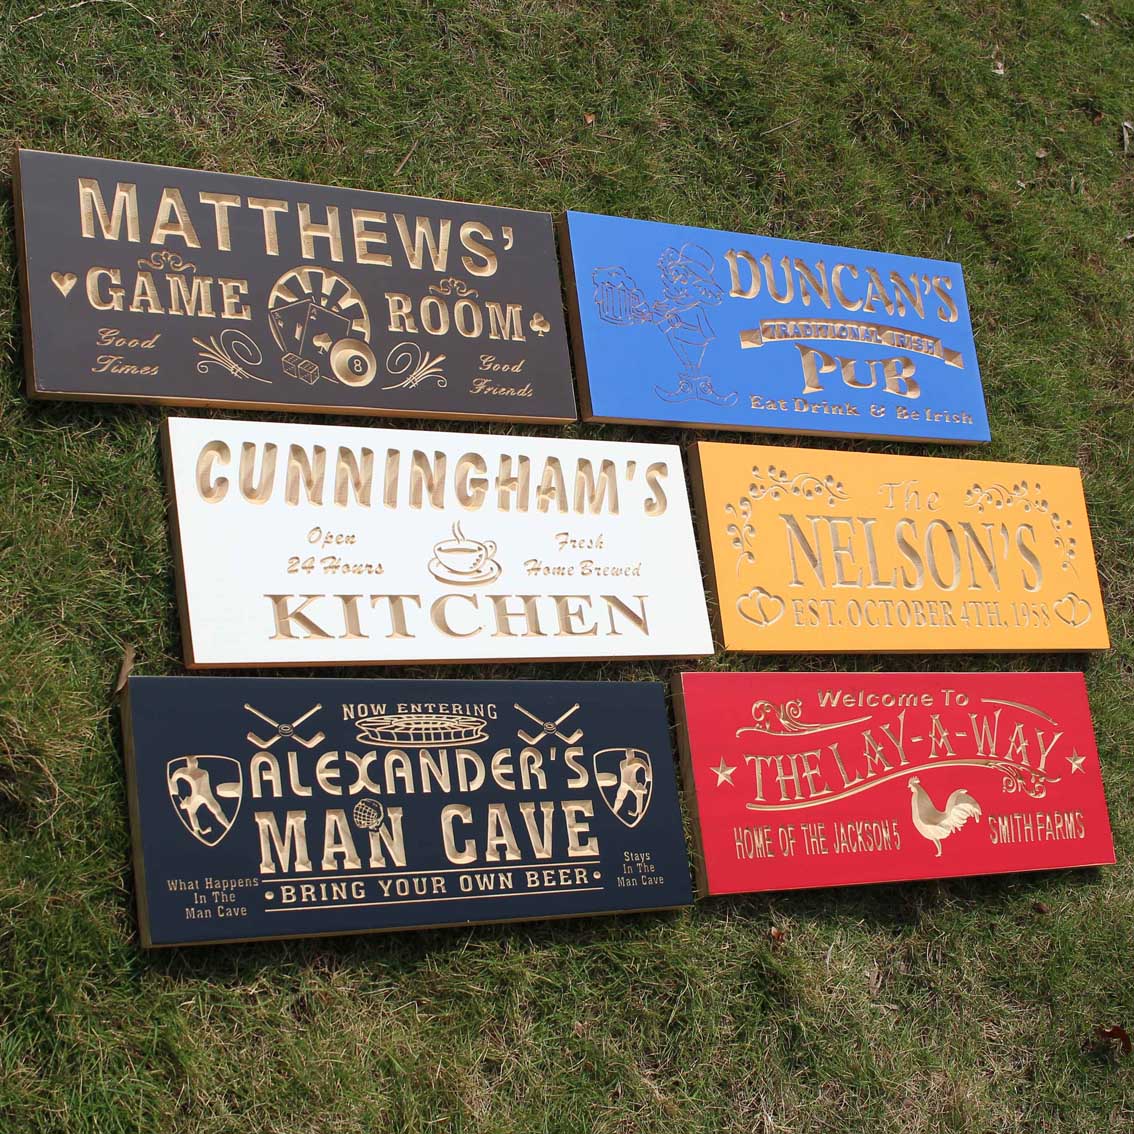 MATTHEWS'
GAME ROOM
Good Times
Good Friends
8
DUNCAN'S
TRADITIONAL IRISH
PUB
Eat Drink & Be Irish
CUNNINGHAM'S
Open
24 Hours
Fresh
Home Brewed
KITCHEN
The
NELSON'S
EST. OCTOBER 4TH, 1958
NOW ENTERING
ALEXANDER'S
MAN CAVE
• BRING YOUR OWN BEER •
What Happens
In The
Man Cave
Stays
In The
Man Cave
Welcome To
THE LAY-A-WAY
HOME OF THE JACKSON 5
SMITH FARMS